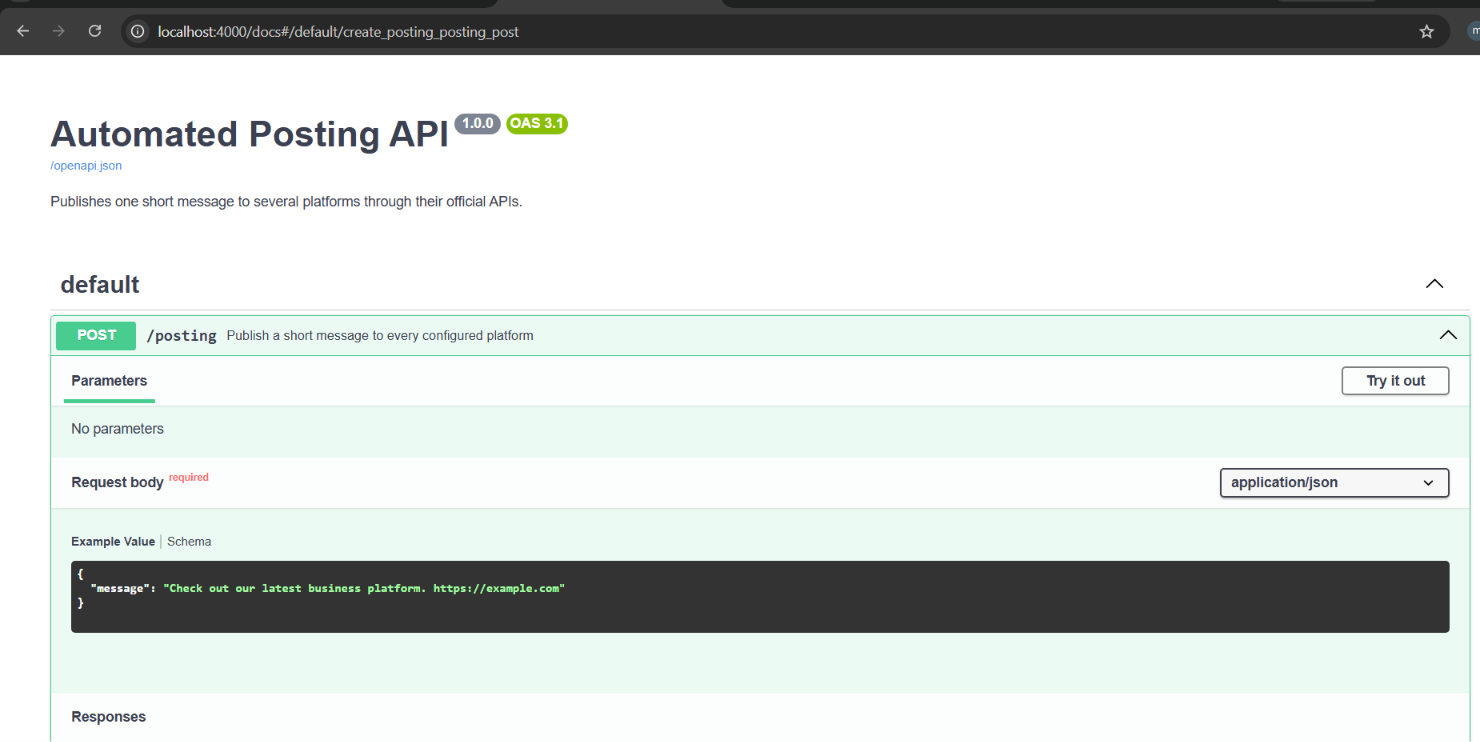 localhost:4000/docs#/default/create_posting_posting_post
Automated Posting API 1.0.0 OAS 3.1
/openapi.json
Publishes one short message to several platforms through their official APIs.
default
POST /posting Publish a short message to every configured platform
Parameters Try it out
No parameters
Request body required application/json
Example Value | Schema
{
"message": "Check out our latest business platform. https://example.com"
}
Responses